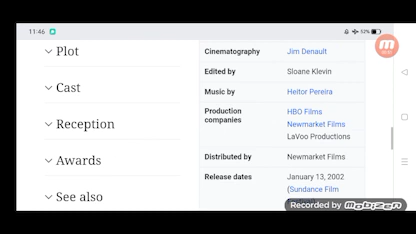 11:46
52%
Plot
Cast
Reception
Awards
See also
Cinematography Jim Denault
Edited by Sloane Klevin
Music by Heitor Pereira
Production companies
HBO Films
Newmarket Films
LaVoo Productions
Distributed by Newmarket Films
Release dates January 13, 2002
(Sundance Film
Recorded by Mobizen